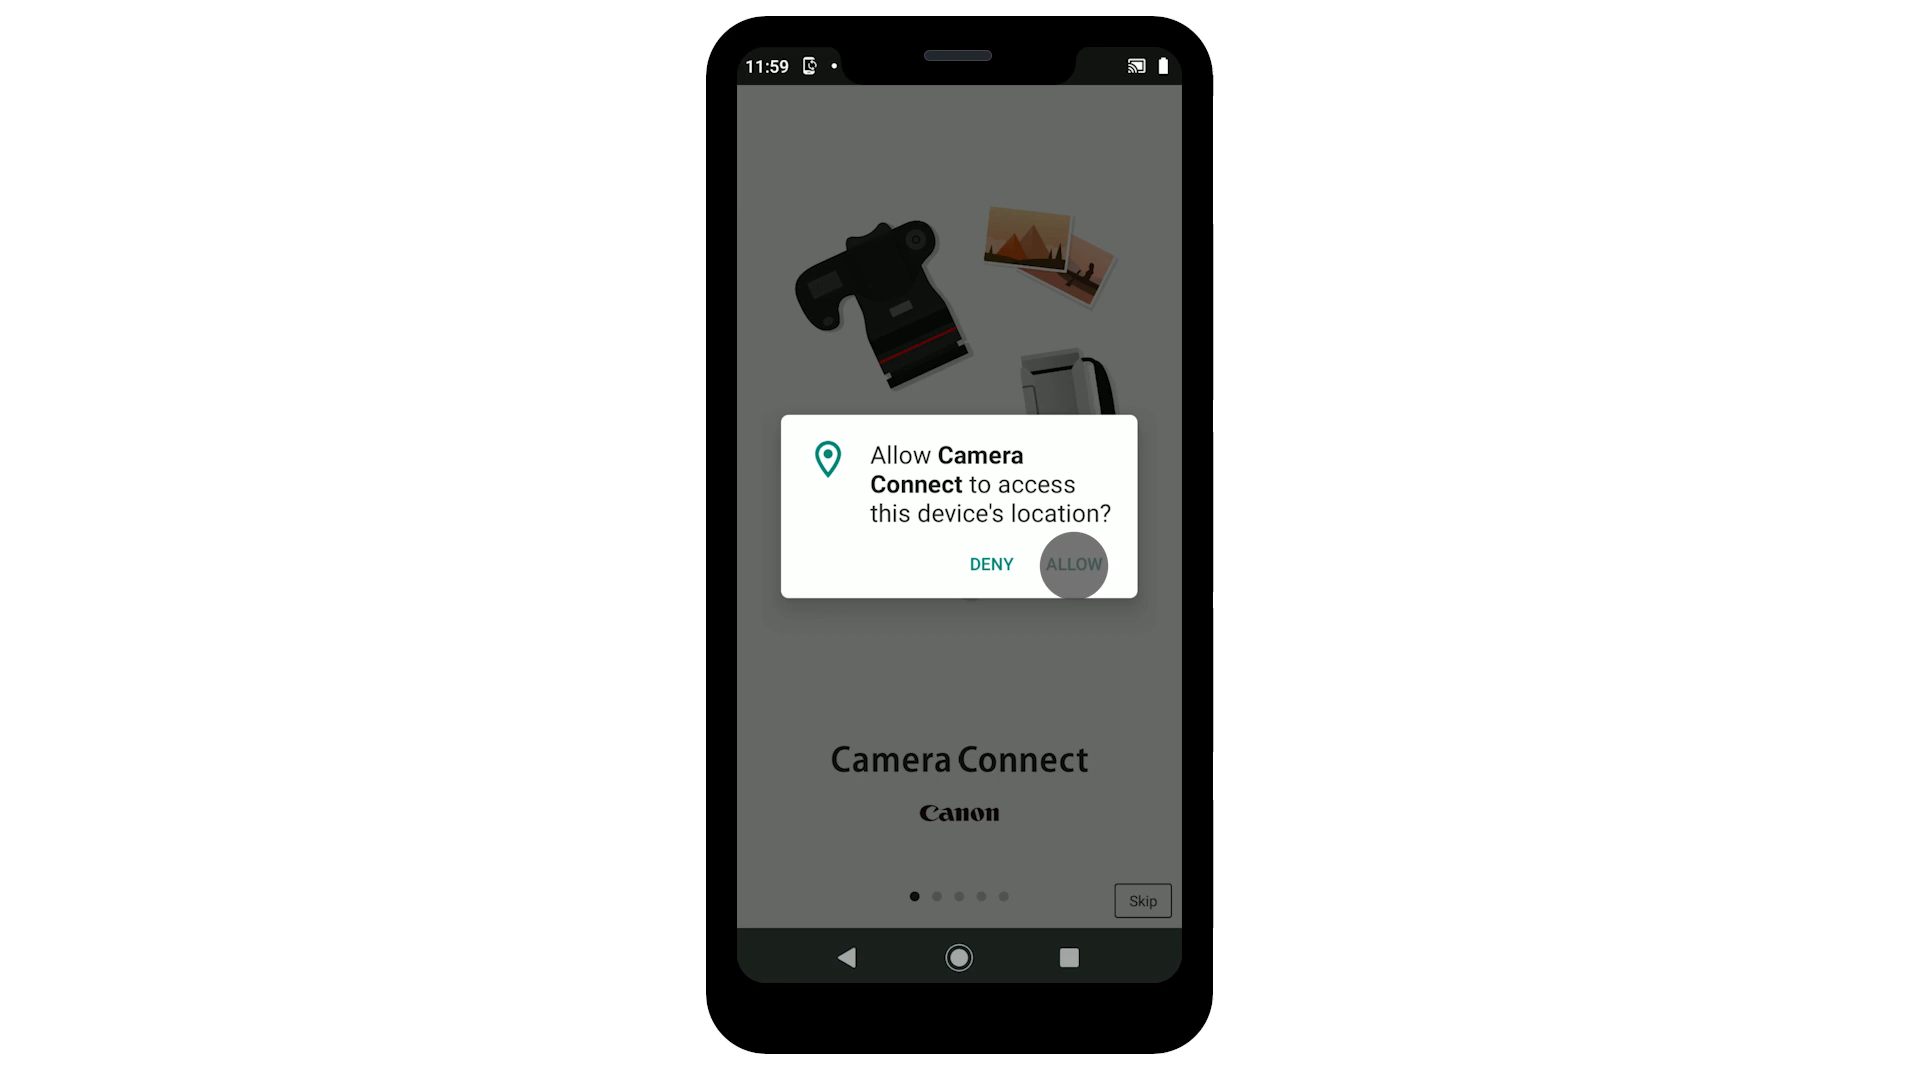 11:59
Allow Camera
Connect to access
this device's location?
DENY ALLOW
Camera Connect
Canon
Skip